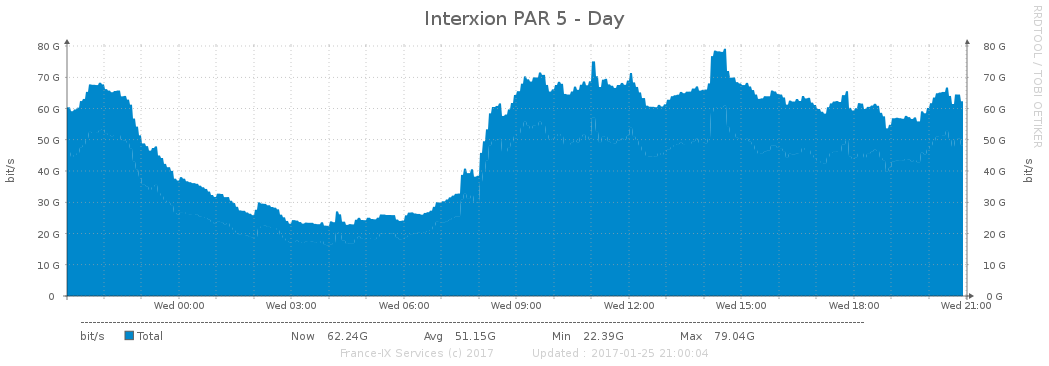 Interxion PAR 5 - Day
RRDTOOL / TOBI OETIKER
bit/s
80 G
70 G
60 G
50 G
40 G
30 G
20 G
10 G
0
80 G
70 G
60 G
50 G
40 G
30 G
20 G
10 G
0 G
bit/s
Wed 00:00 Wed 03:00 Wed 06:00 Wed 09:00 Wed 12:00 Wed 15:00 Wed 18:00 Wed 21:00
bit/s Total Now 62.24G Avg 51.15G Min 22.39G Max 79.04G
France-IX Services (c) 2017 Updated : 2017-01-25 21:00:04